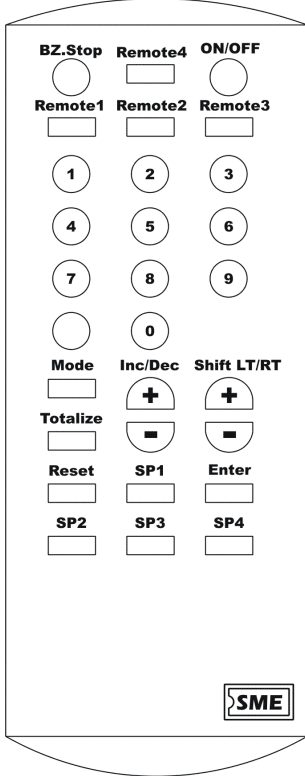 BZ.Stop Remote4 ON/OFF
Remote1 Remote2 Remote3
1 2 3
4 5 6
7 8 9
0
Mode Inc/Dec Shift LT/RT
+ +
Totalize
- -
Reset SP1 Enter
SP2 SP3 SP4
SME